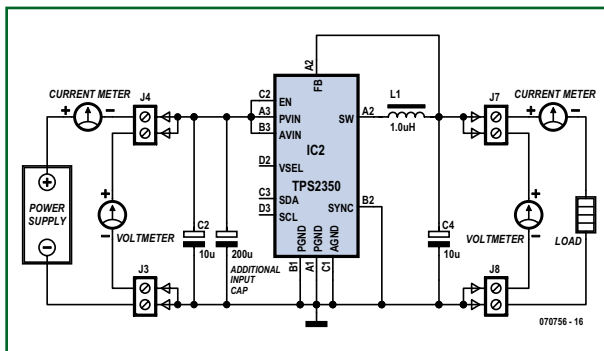 CURRENT METER
+ −
J4
POWER
SUPPLY
+
−
+
−
VOLTMETER
J3
C2
10u
200u
ADDITIONAL
INPUT
CAP
A2
FB
C2
EN
A3
PVIN
B3
AVIN
D2
VSEL
C3
SDA
D3
SCL
IC2
TPS2350
SW
A2
SYNC
B2
PGND
PGND
AGND
B1
A1
C1
L1
1.0uH
C4
10u
J7
CURRENT METER
+ −
+
−
VOLTMETER
LOAD
J8
070756 - 16